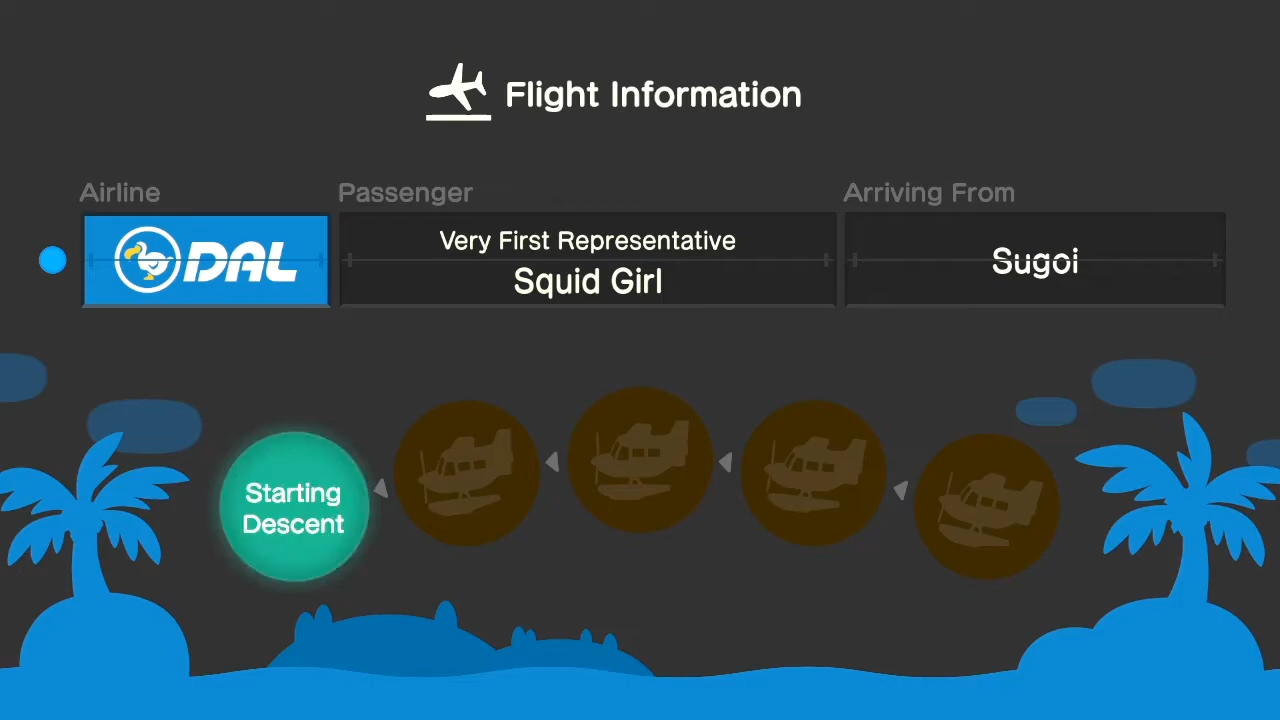 Flight Information
Airline
Passenger
Arriving From
DAL
Very First Representative
Squid Girl
Sugoi
Starting
Descent